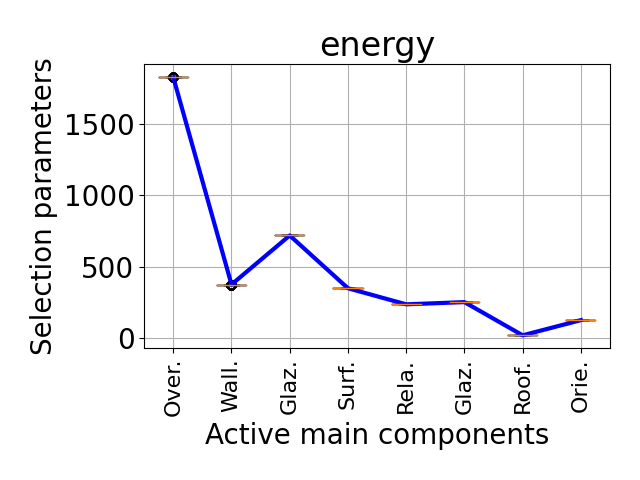 energy
Selection parameters
1500
1000
500
0
Over.
Wall.
Glaz.
Surf.
Rela.
Glaz.
Roof.
Orie.
Active main components